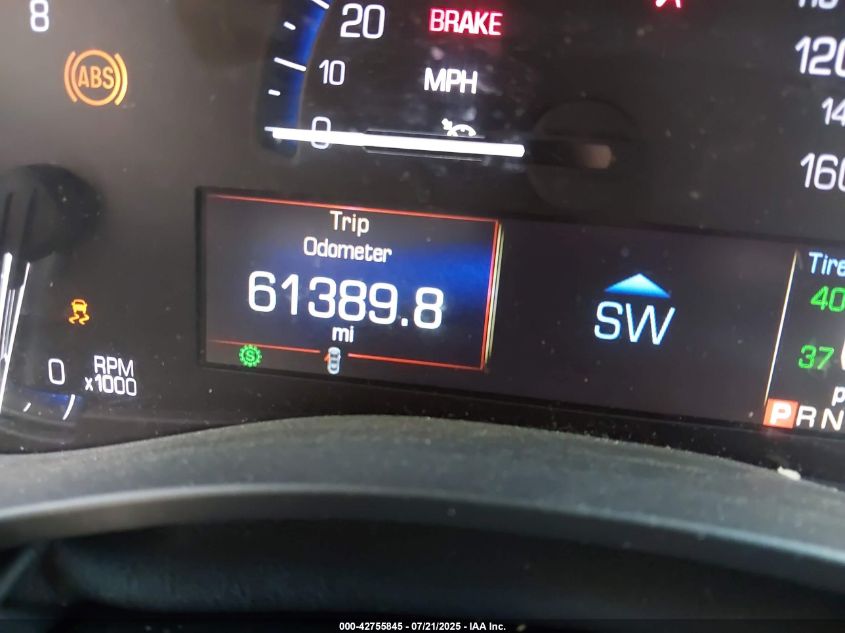 8
ABS
20
10
0
BRAKE
MPH
120
160
Trip
Odometer
61389.8
mi
S
SW
Tire
40
37
PRN
0
RPM
x1000
000-42755845 - 07/21/2025 - IAA Inc.